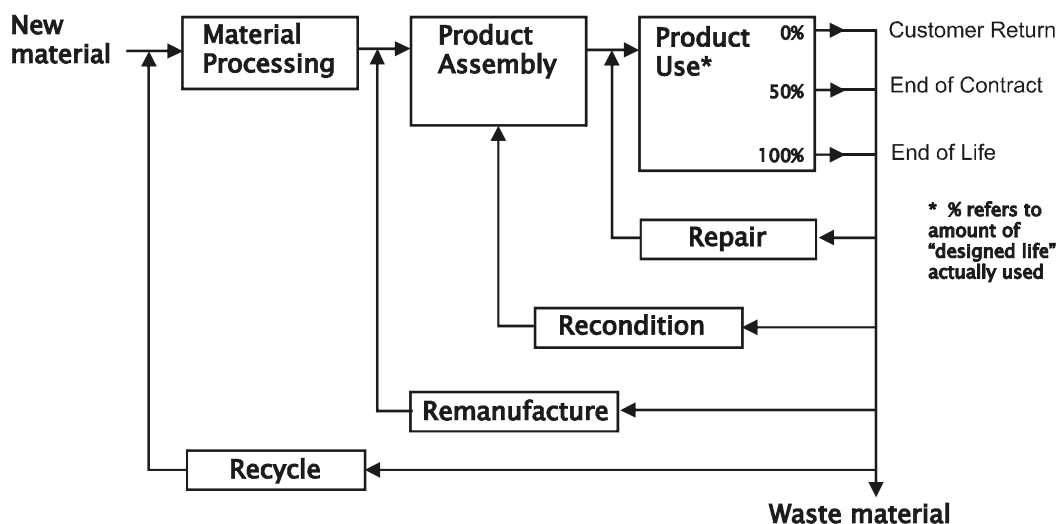 New
material
Material
Processing
Product
Assembly
Product
Use*
0%
50%
100%
Customer Return
End of Contract
End of Life
* % refers to
amount of
“designed life”
actually used
Repair
Recondition
Remanufacture
Recycle
Waste material